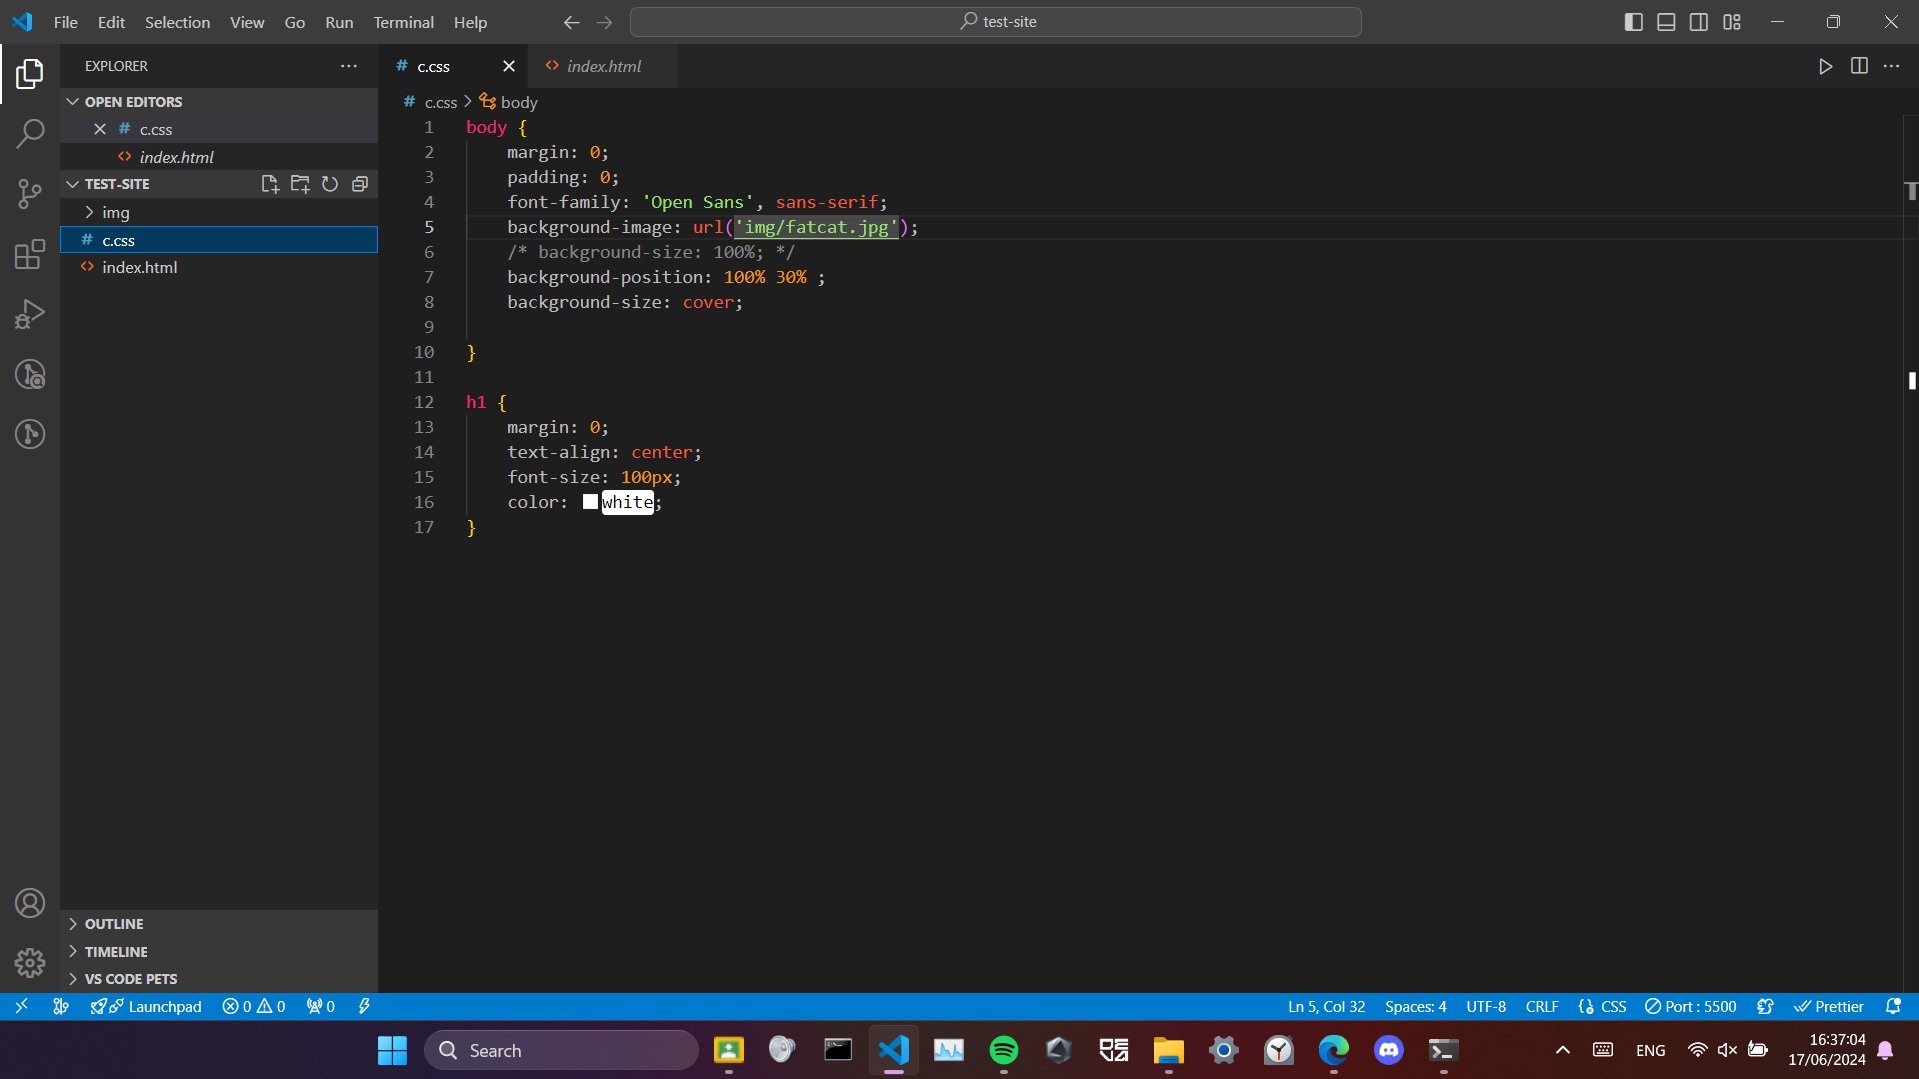 File Edit Selection View Go Run Terminal Help
test-site
EXPLORER
OPEN EDITORS
# c.css
<> index.html
TEST-SITE
img
# c.css
<> index.html
OUTLINE
TIMELINE
VS CODE PETS
# c.css
<> index.html
# c.css > body
1 body {
2 margin: 0;
3 padding: 0;
4 font-family: 'Open Sans', sans-serif;
5 background-image: url('img/fatcat.jpg');
6 /* background-size: 100%; */
7 background-position: 100% 30% ;
8 background-size: cover;
9
10 }
11
12 h1 {
13 margin: 0;
14 text-align: center;
15 font-size: 100px;
16 color: white;
17 }
Launchpad 0 0 0
Ln 5, Col 32 Spaces: 4 UTF-8 CRLF CSS Port : 5500 Prettier
Search
ENG
16:37:04
17/06/2024